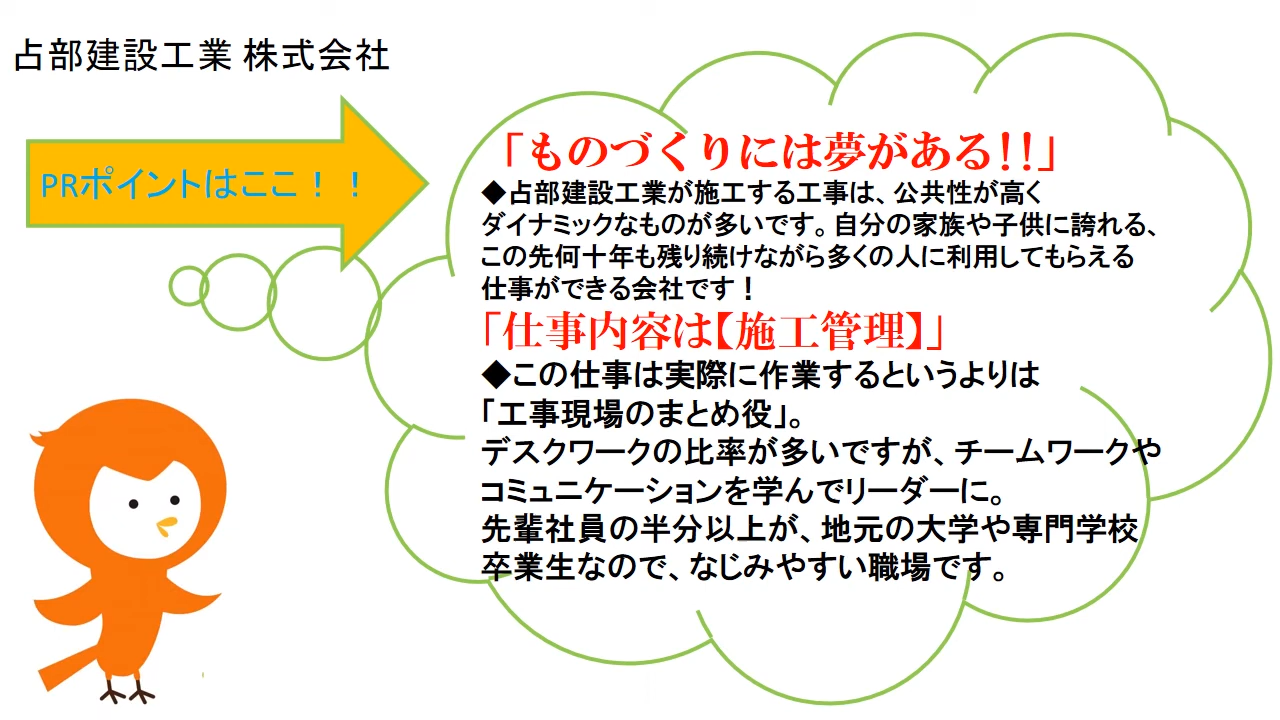 占部建設工業 株式会社
PRポイントはここ！！
「ものづくりには夢がある!!」
◆占部建設工業が施工する工事は、公共性が高く
ダイナミックなものが多いです。自分の家族や子供に誇れる、
この先何十年も残り続けながら多くの人に利用してもらえる
仕事ができる会社です！
「仕事内容は【施工管理】」
◆この仕事は実際に作業するというよりは
「工事現場のまとめ役」。
デスクワークの比率が多いですが、チームワークや
コミュニケーションを学んでリーダーに。
先輩社員の半分以上が、地元の大学や専門学校
卒業生なので、なじみやすい職場です。